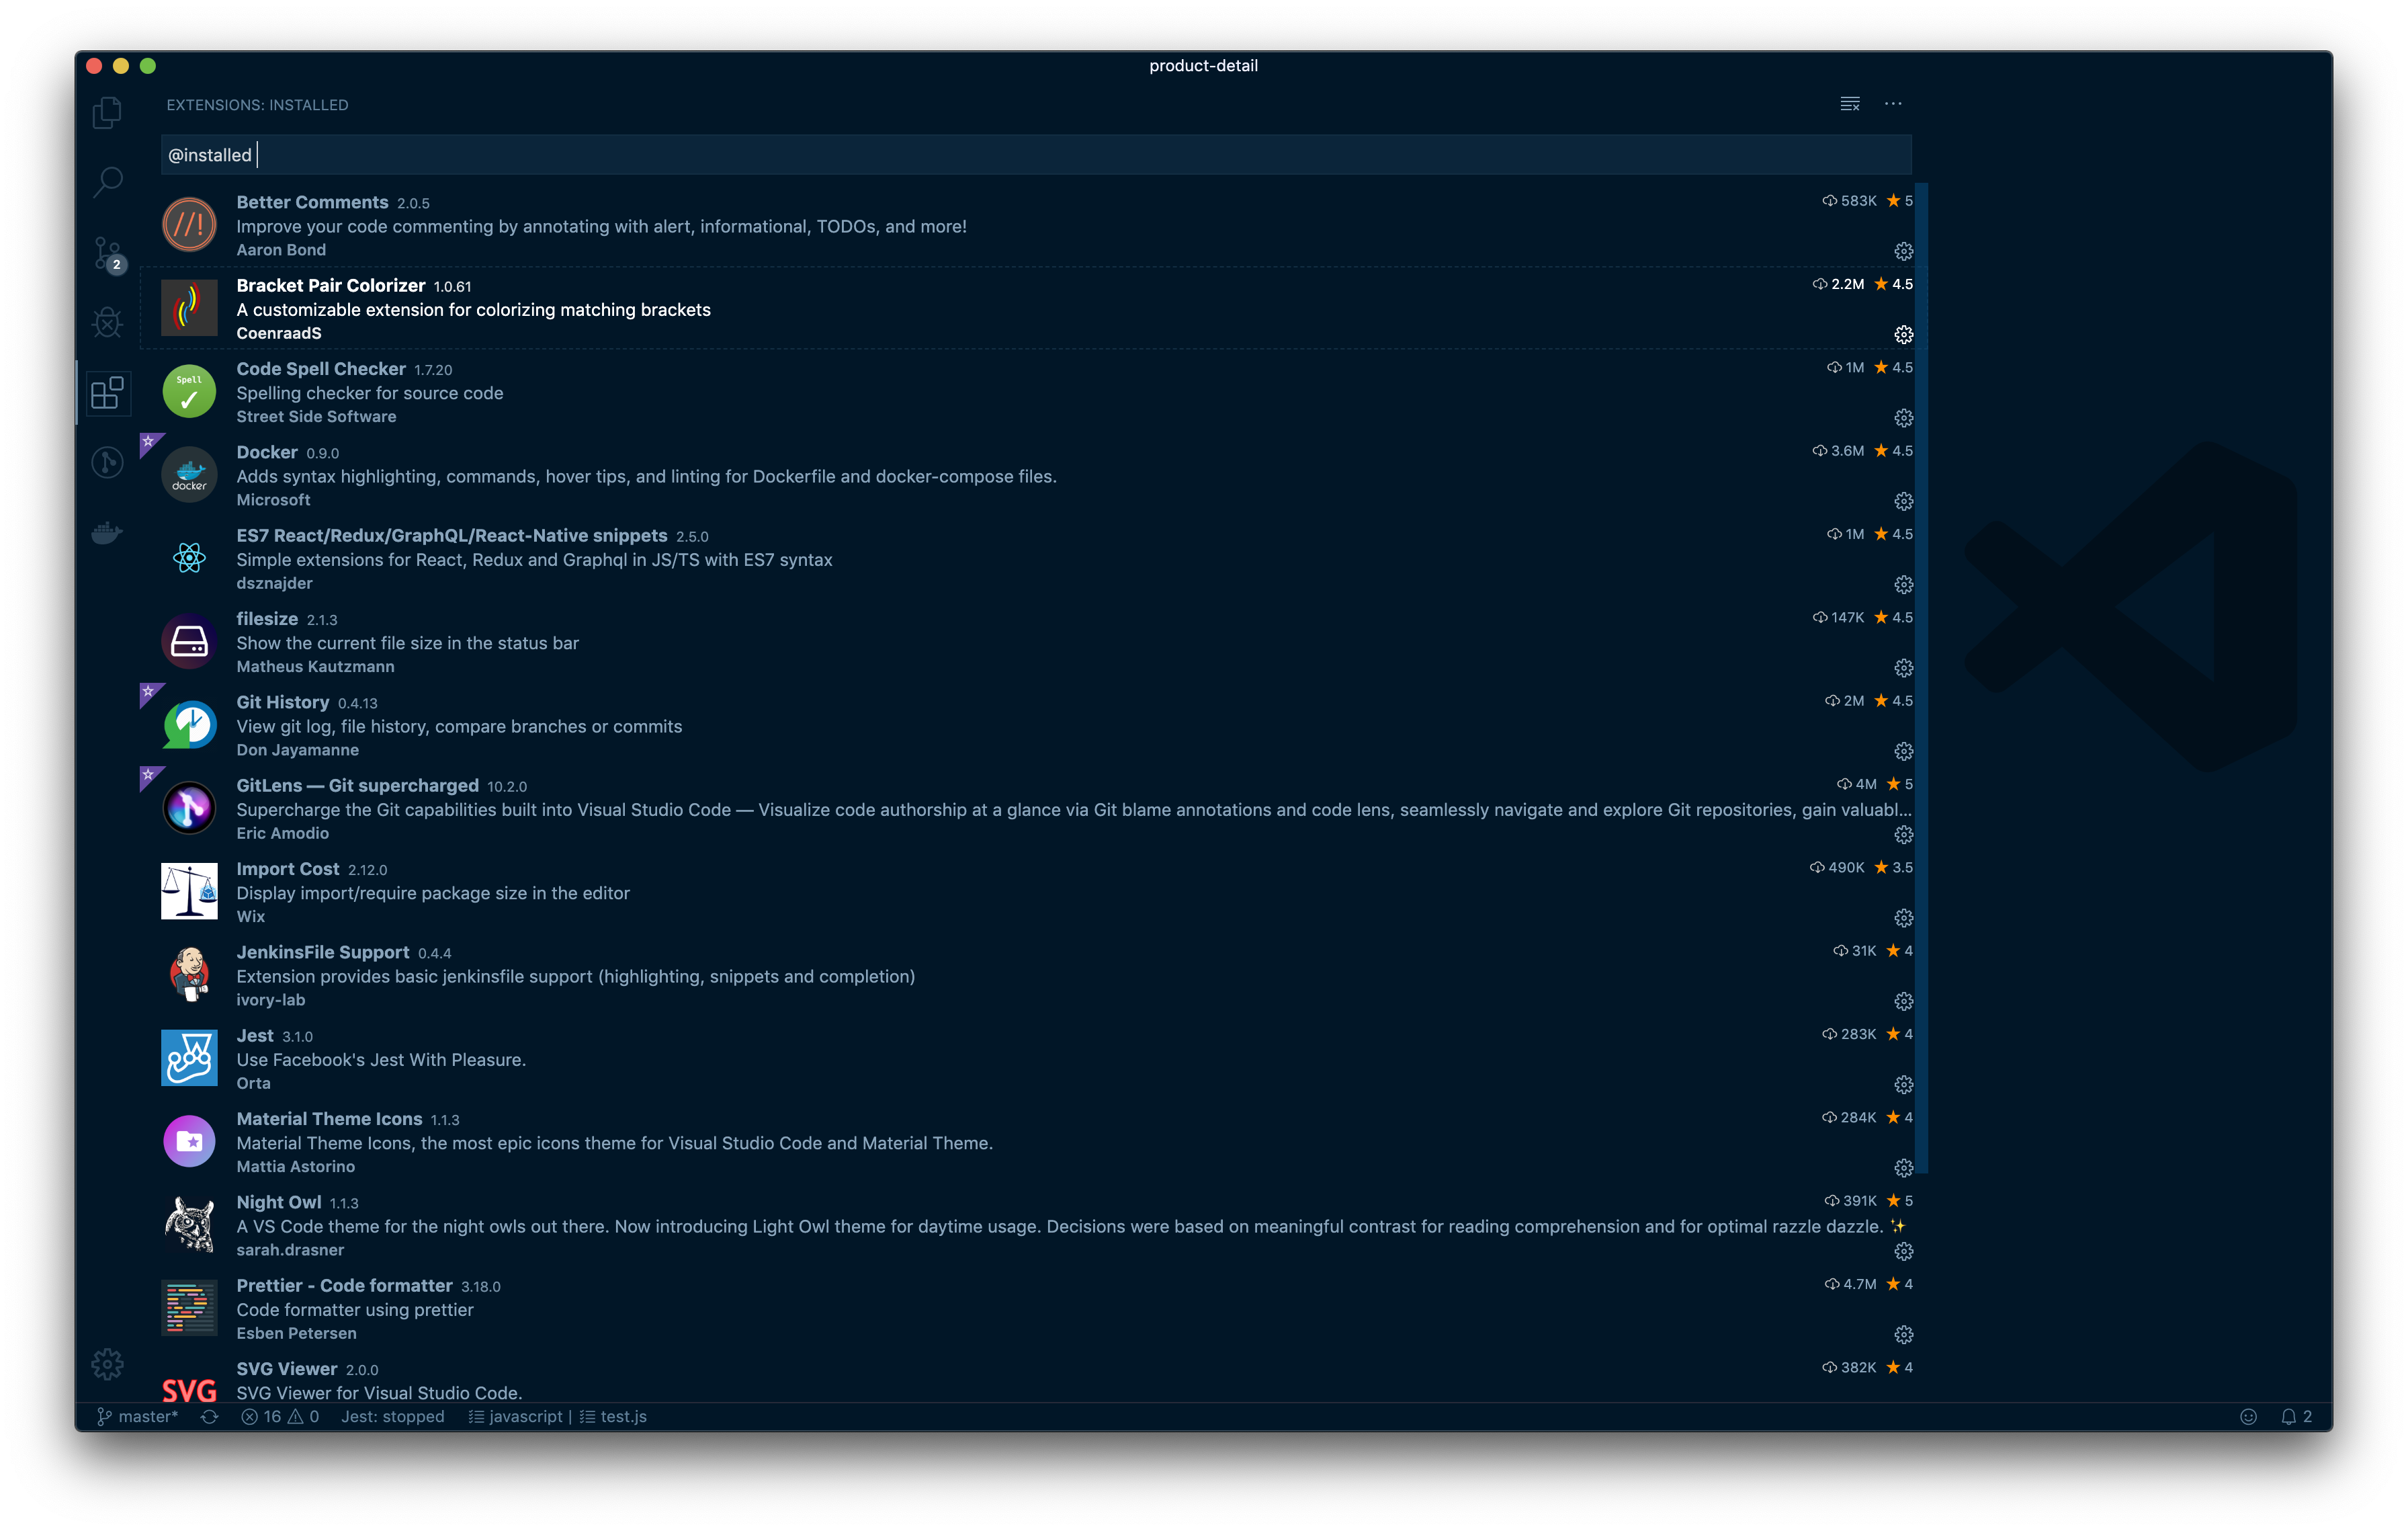 product-detail
EXTENSIONS: INSTALLED
@installed
Better Comments 2.0.5 583K 5
Improve your code commenting by annotating with alert, informational, TODOs, and more!
Aaron Bond
2
Bracket Pair Colorizer 1.0.61 2.2M 4.5
A customizable extension for colorizing matching brackets
CoenraadS
Code Spell Checker 1.7.20 1M 4.5
Spell
Spelling checker for source code
Street Side Software
Docker 0.9.0 3.6M 4.5
Adds syntax highlighting, commands, hover tips, and linting for Dockerfile and docker-compose files.
docker
Microsoft
ES7 React/Redux/GraphQL/React-Native snippets 2.5.0 1M 4.5
Simple extensions for React, Redux and Graphql in JS/TS with ES7 syntax
dsznajder
filesize 2.1.3 147K 4.5
Show the current file size in the status bar
Matheus Kautzmann
Git History 0.4.13 2M 4.5
View git log, file history, compare branches or commits
Don Jayamanne
GitLens — Git supercharged 10.2.0 4M 5
Supercharge the Git capabilities built into Visual Studio Code — Visualize code authorship at a glance via Git blame annotations and code lens, seamlessly navigate and explore Git repositories, gain valuabl...
Eric Amodio
Import Cost 2.12.0 490K 3.5
Display import/require package size in the editor
Wix
JenkinsFile Support 0.4.4 31K 4
Extension provides basic jenkinsfile support (highlighting, snippets and completion)
ivory-lab
Jest 3.1.0 283K 4
Use Facebook's Jest With Pleasure.
Orta
Material Theme Icons 1.1.3 284K 4
Material Theme Icons, the most epic icons theme for Visual Studio Code and Material Theme.
Mattia Astorino
Night Owl 1.1.3 391K 5
A VS Code theme for the night owls out there. Now introducing Light Owl theme for daytime usage. Decisions were based on meaningful contrast for reading comprehension and for optimal razzle dazzle. ✨
sarah.drasner
Prettier - Code formatter 3.18.0 4.7M 4
Code formatter using prettier
Esben Petersen
SVG Viewer 2.0.0 382K 4
SVG
SVG Viewer for Visual Studio Code.
master* 16 0 Jest: stopped javascript | test.js 2